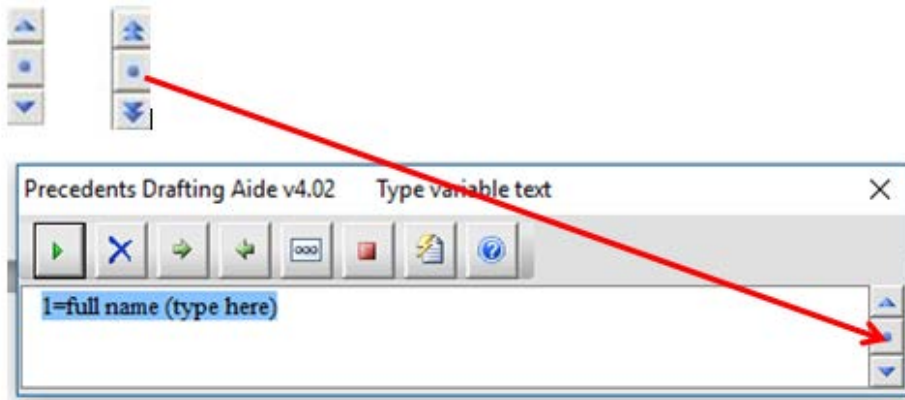 Precedents Drafting Aide v4.02 Type variable text
1=full name (type here)